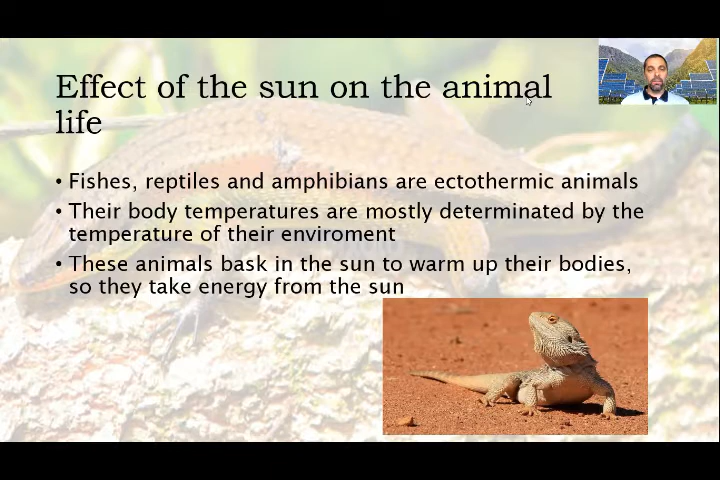 Effect of the sun on the animal
life
• Fishes, reptiles and amphibians are ectothermic animals
• Their body temperatures are mostly determinated by the
temperature of their enviroment
• These animals bask in the sun to warm up their bodies,
so they take energy from the sun